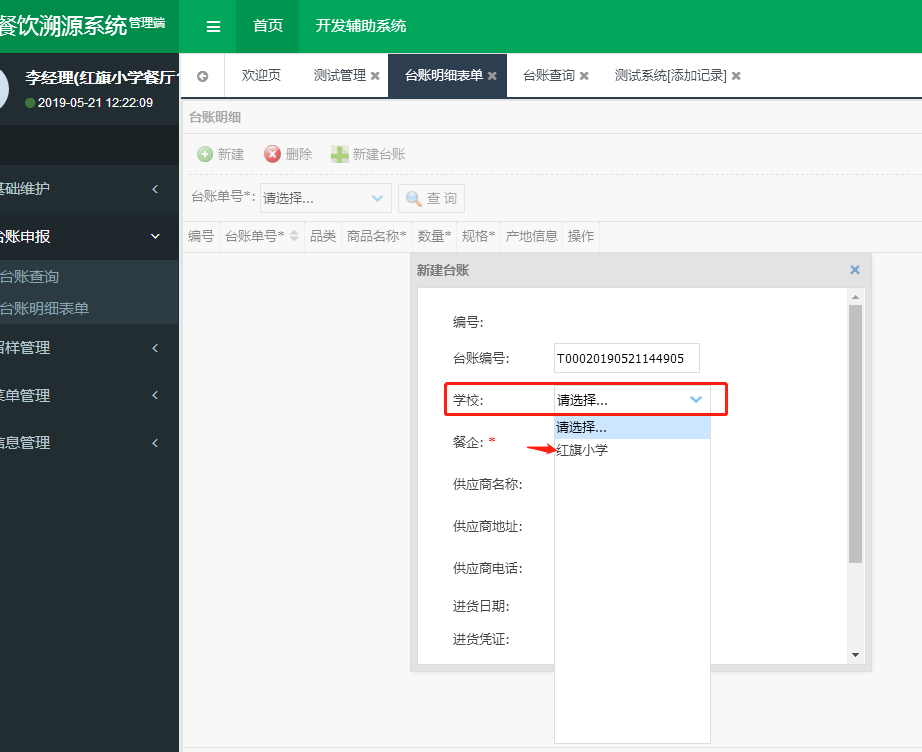 餐饮溯源系统管理端
首页
开发辅助系统
李经理(红旗小学餐厅
2019-05-21 12:22:09
欢迎页
测试管理
台账明细表单
台账查询
测试系统[添加记录]
基础维护
台账申报
台账查询
台账明细表单
留样管理
菜单管理
信息管理
台账明细
新建
删除
新建台账
台账单号*:
请选择...
查 询
编号
台账单号*
品类
商品名称*
数量*
规格*
产地信息
操作
新建台账
编号:
台账编号:
T00020190521144905
学校:
请选择...
请选择...
红旗小学
餐企: *
供应商名称:
供应商地址:
供应商电话:
进货日期:
进货凭证: